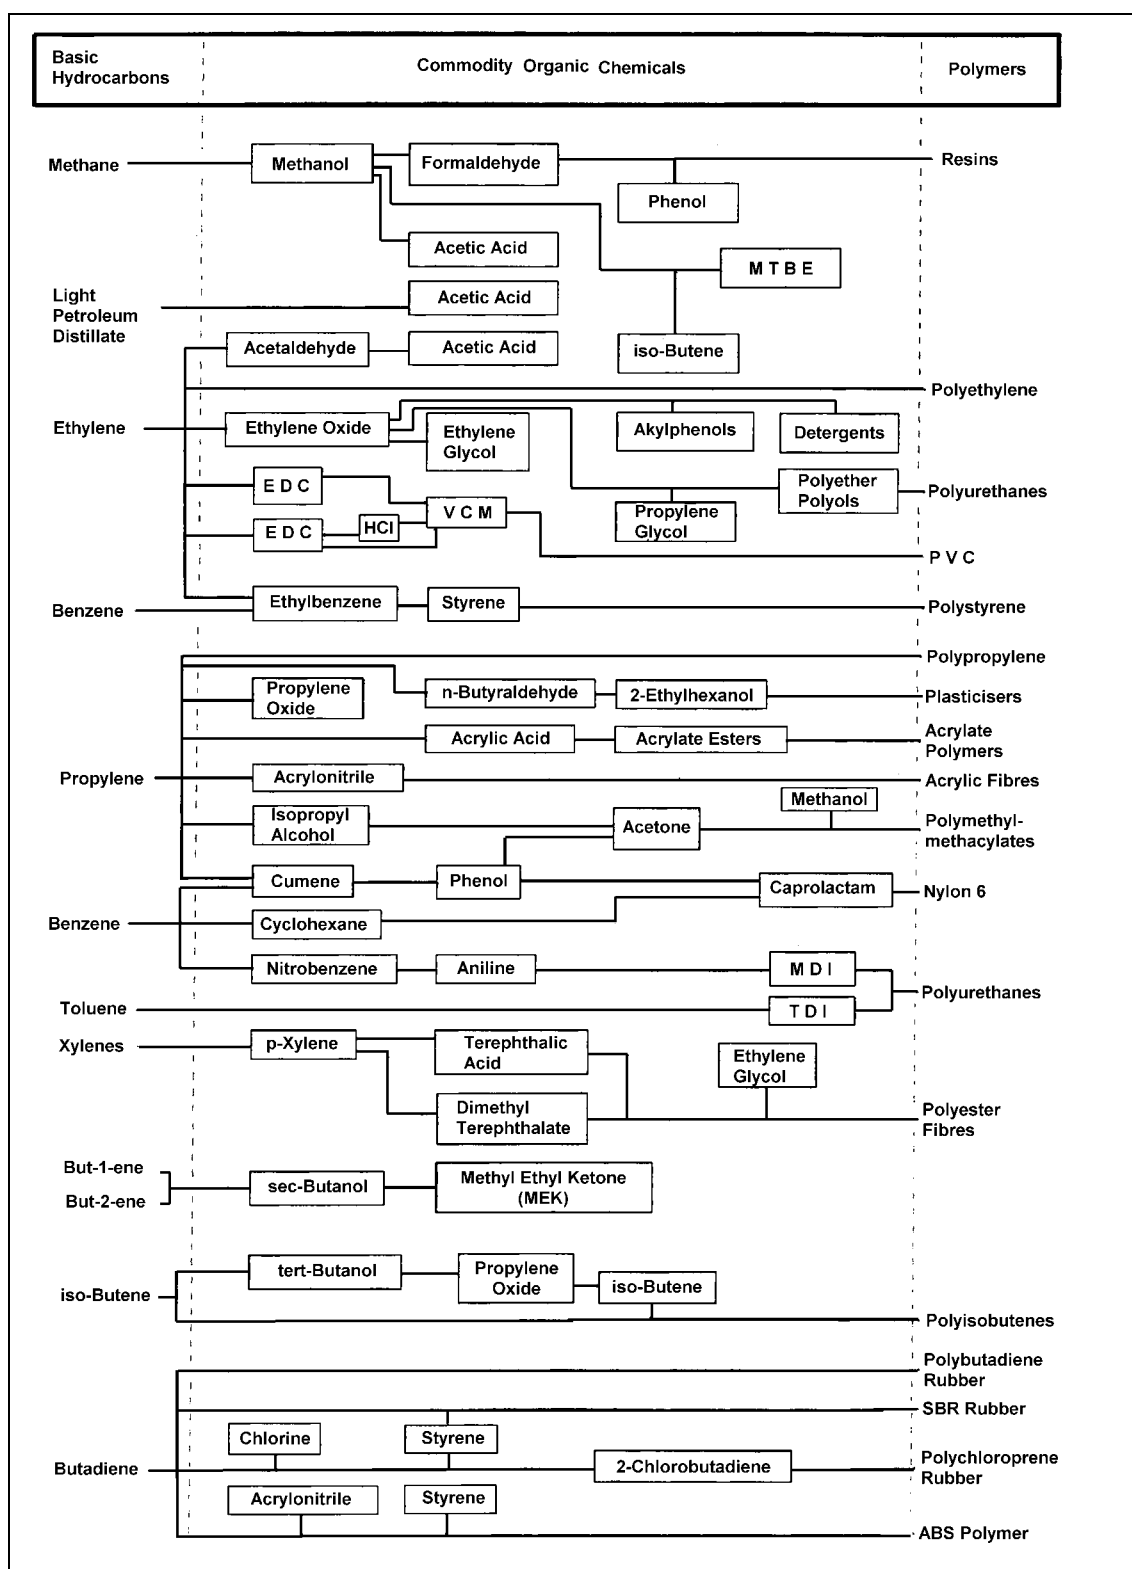 Basic
Hydrocarbons
Commodity Organic Chemicals
Polymers
Methane
Methanol
Formaldehyde
Resins
Phenol
Acetic Acid
M T B E
Light
Petroleum
Distillate
Acetic Acid
Acetaldehyde
Acetic Acid
iso-Butene
Polyethylene
Ethylene
Ethylene Oxide
Ethylene
Glycol
Akylphenols
Detergents
E D C
V C M
Propylene
Glycol
Polyether
Polyols
Polyurethanes
E D C
HCl
P V C
Benzene
Ethylbenzene
Styrene
Polystyrene
Polypropylene
Propylene
Oxide
n-Butyraldehyde
2-Ethylhexanol
Plasticisers
Acrylic Acid
Acrylate Esters
Acrylate
Polymers
Propylene
Acrylonitrile
Acrylic Fibres
Methanol
Isopropyl
Alcohol
Acetone
Polymethyl-
methacylates
Cumene
Phenol
Caprolactam
Nylon 6
Benzene
Cyclohexane
Nitrobenzene
Aniline
M D I
Polyurethanes
Toluene
T D I
Xylenes
p-Xylene
Terephthalic
Acid
Ethylene
Glycol
Dimethyl
Terephthalate
Polyester
Fibres
But-1-ene
But-2-ene
sec-Butanol
Methyl Ethyl Ketone
(MEK)
iso-Butene
tert-Butanol
Propylene
Oxide
iso-Butene
Polyisobutenes
Polybutadiene
Rubber
SBR Rubber
Chlorine
Styrene
Butadiene
2-Chlorobutadiene
Polychloroprene
Rubber
Acrylonitrile
Styrene
ABS Polymer